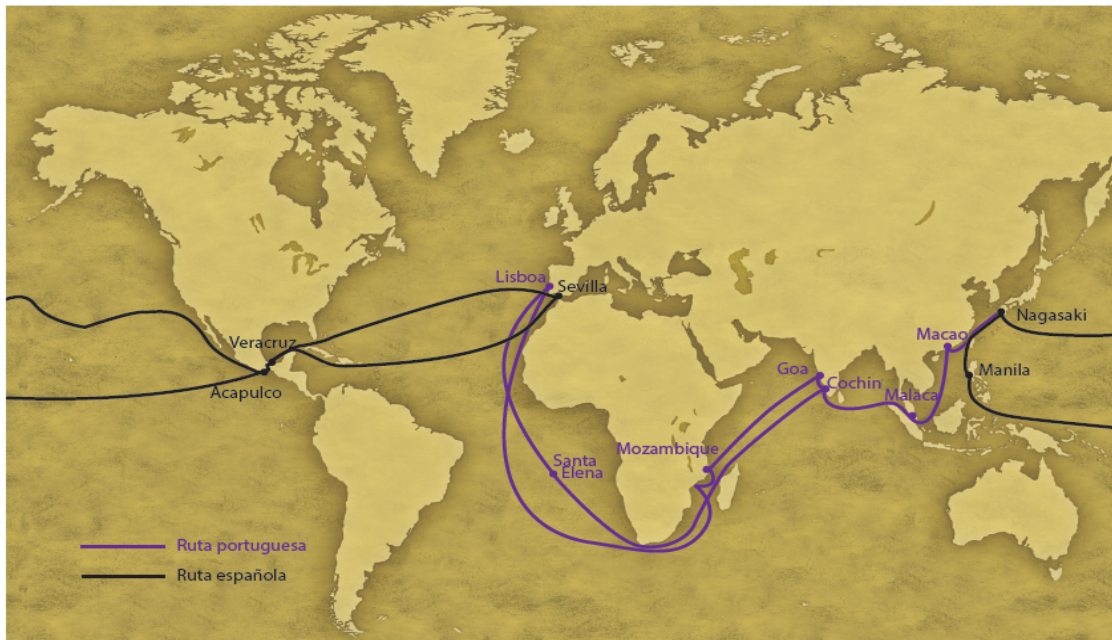 Lisboa
Sevilla
Nagasaki
Macao
Veracruz
Goa
Manila
Cochin
Acapulco
Malaca
Mozambique
Santa
Elena
Ruta portuguesa
Ruta española